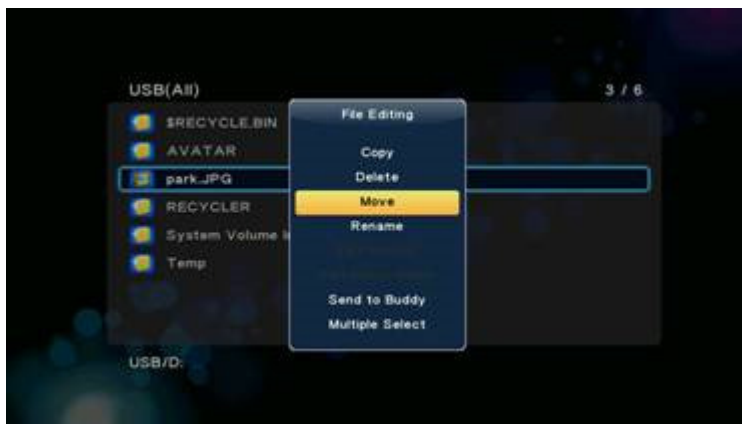 USB(All)
3 / 6
File Editing
$RECYCLE.BIN
AVATAR
park.JPG
RECYCLER
System Volume
Temp
Copy
Delete
Move
Rename
Send to Buddy
Multiple Select
USB/D: